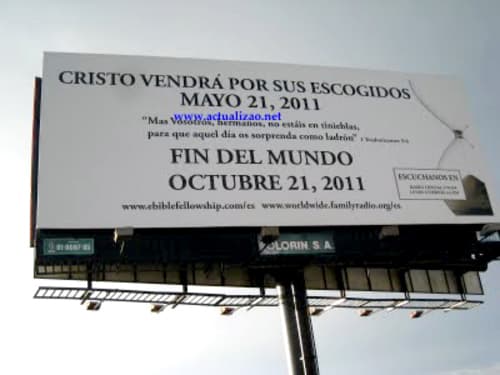 CRISTO VENDRÁ POR SUS ESCOGIDOS
MAYO 21, 2011
www.actualizao.net
"Mas vosotros, hermanos, no estáis en tinieblas,
para que aquel día os sorprenda como ladrón"
FIN DEL MUNDO
OCTUBRE 21, 2011
ESCUCHANOS EN
www.ebiblefellowship.com/es www.worldwide.familyradio.org/es
OLORIN S.A.